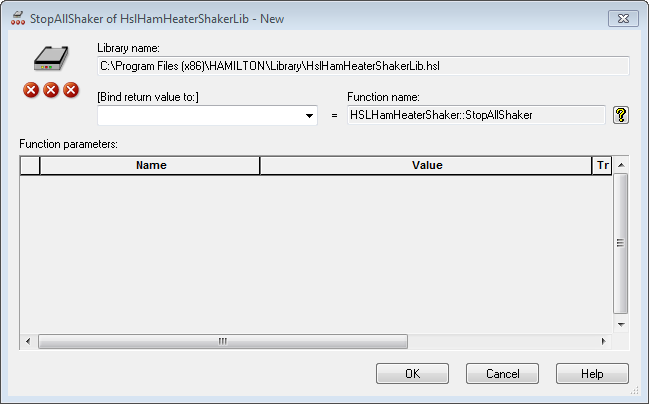 StopAllShaker of HslHamHeaterShakerLib - New
Library name:
C:\Program Files (x86)\HAMILTON\Library\HslHamHeaterShakerLib.hsl
[Bind return value to:]
Function name:
=
HSLHamHeaterShaker::StopAllShaker
?
Function parameters:
Name Value Tr
OK Cancel Help